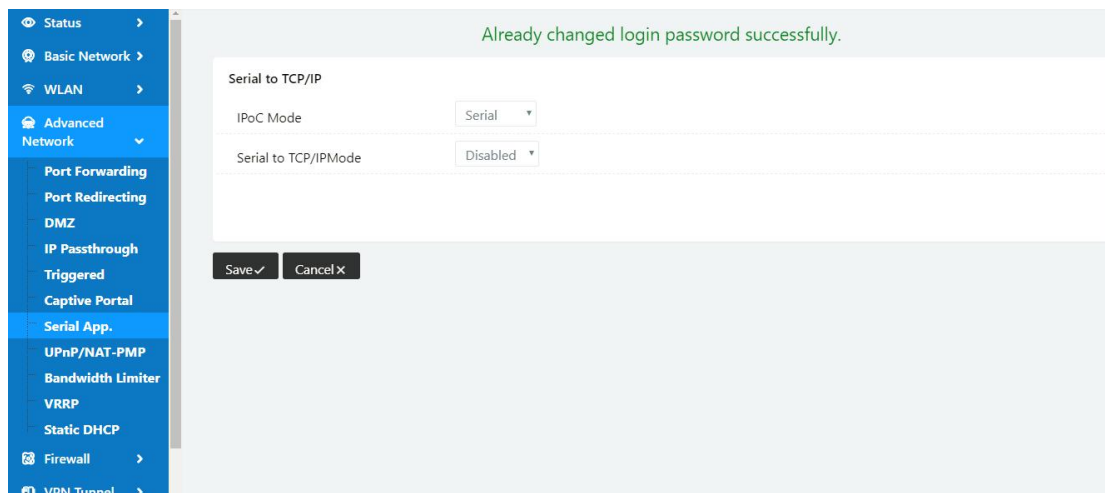 Status
Basic Network
WLAN
Advanced
Network
Port Forwarding
Port Redirecting
DMZ
IP Passthrough
Triggered
Captive Portal
Serial App.
UPnP/NAT-PMP
Bandwidth Limiter
VRRP
Static DHCP
Firewall
VPN Tunnel
Already changed login password successfully.
Serial to TCP/IP
IPoC Mode Serial
Serial to TCP/IPMode Disabled
Save Cancel